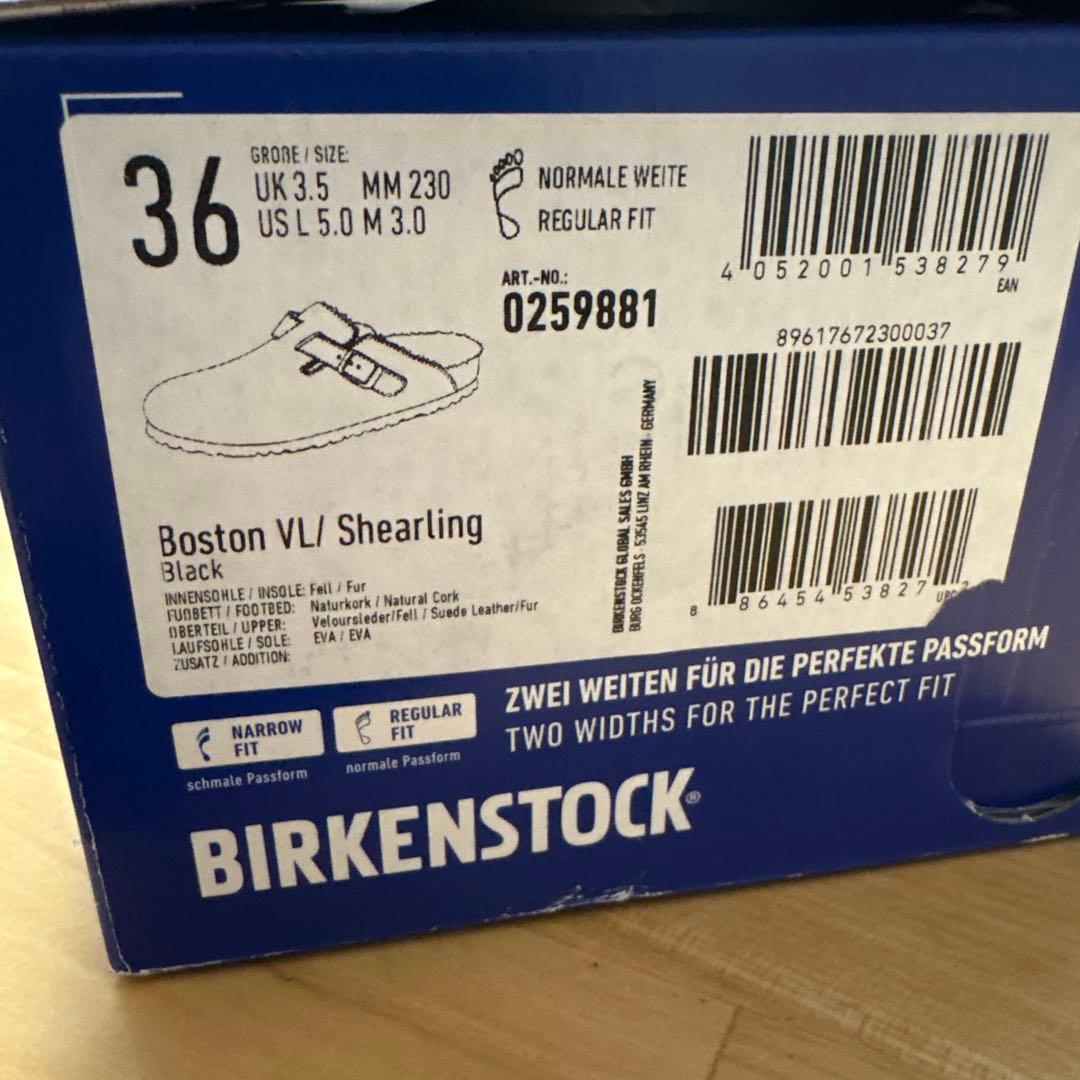 36
GRÖßE / SIZE:
UK 3.5 MM 230
US L 5.0 M 3.0
NORMALE WEITE
REGULAR FIT
ART.-NO.:
0259881
4 052001 538279
EAN
89617672300037
8 86454 53827
UPC
BIRKENSTOCK GLOBAL SALES GMBH
BURG OCKENFELS - 53545 LINZ AM RHEIN - GERMANY
Boston VL/ Shearling
Black
INNENSOHLE / INSOLE: Fell / Fur
FUßBETT / FOOTBED: Naturkork / Natural Cork
OBERTEIL / UPPER: Veloursleder/Fell / Suede Leather/Fur
LAUFSOHLE / SOLE: EVA / EVA
ZUSATZ / ADDITION:
NARROW
FIT
schmale Passform
REGULAR
FIT
normale Passform
ZWEI WEITEN FÜR DIE PERFEKTE PASSFORM
TWO WIDTHS FOR THE PERFECT FIT
BIRKENSTOCK®